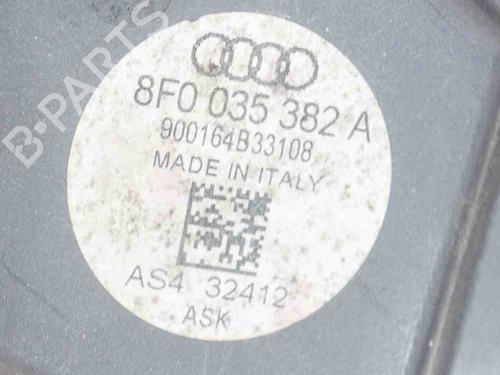 B-PARTS
8F0 035 382 A
900164B33108
MADE IN ITALY
AS4 32412
ASK